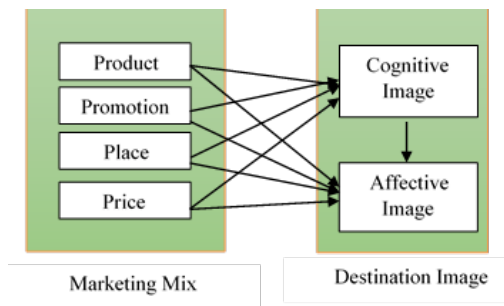 Product
Promotion
Place
Price
Cognitive
Image
Affective
Image
Marketing Mix
Destination Image